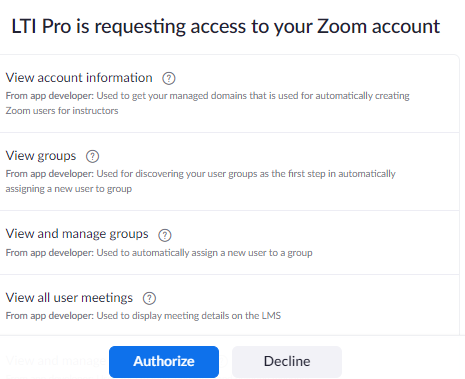 LTI Pro is requesting access to your Zoom account
View account information
From app developer: Used to get your managed domains that is used for automatically creating
Zoom users for instructors
View groups
From app developer: Used for discovering your user groups as the first step in automatically
assigning a new user to group
View and manage groups
From app developer: Used to automatically assign a new user to a group
View all user meetings
From app developer: Used to display meeting details on the LMS
Authorize Decline